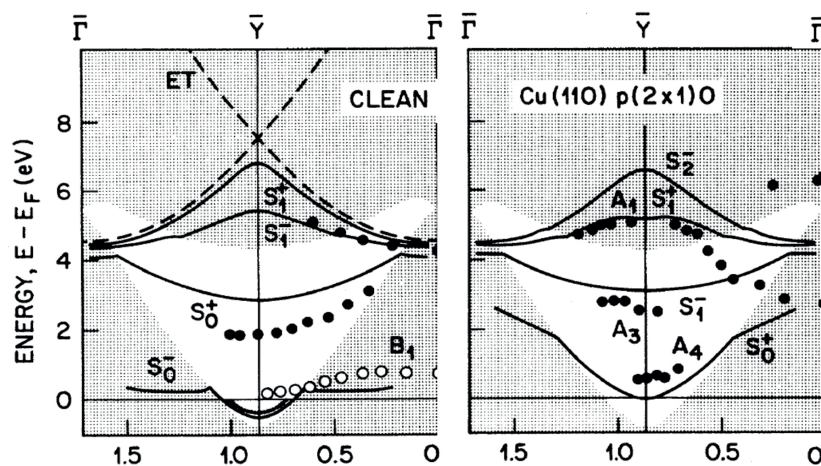 Γ̄ Ȳ Γ̄ Ȳ Γ̄
ET
CLEAN
Cu(110) p(2x1)O
S₂⁻
S₁⁺
A₁ S₁⁺
S₁⁻
S₀⁺
S₁⁻
A₃
A₄
S₀⁺
B₁
S₀⁻
ENERGY, E-E_F (eV)
8
6
4
2
0
1.5 1.0 0.5 0 1.5 1.0 0.5 0